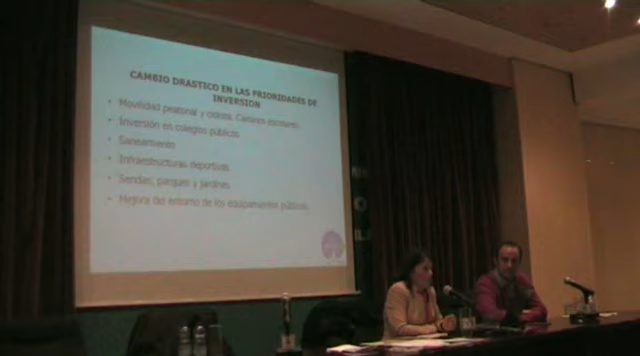 CAMBIO DRASTICO EN LAS PRIORIDADES DE
INVERSION
• Movilidad peatonal y ciclista. Caminos escolares.
• Inversión en colegios públicos
• Saneamiento
• Infraestructuras deportivas
• Sendas, parques y jardines
• Mejora del entorno de los equipamientos públicos